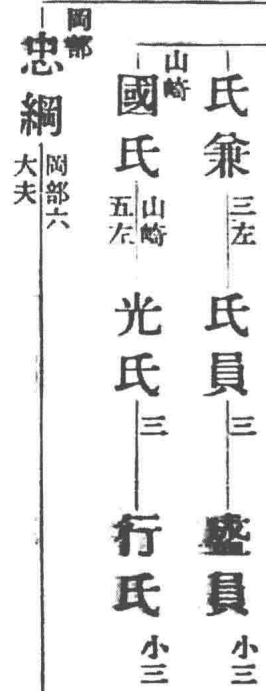 氏兼
三左
氏員
三
盛員
小三
山崎
國氏
山崎
五左
光氏
三
行氏
小三
岡部
忠綱
岡部六
大夫